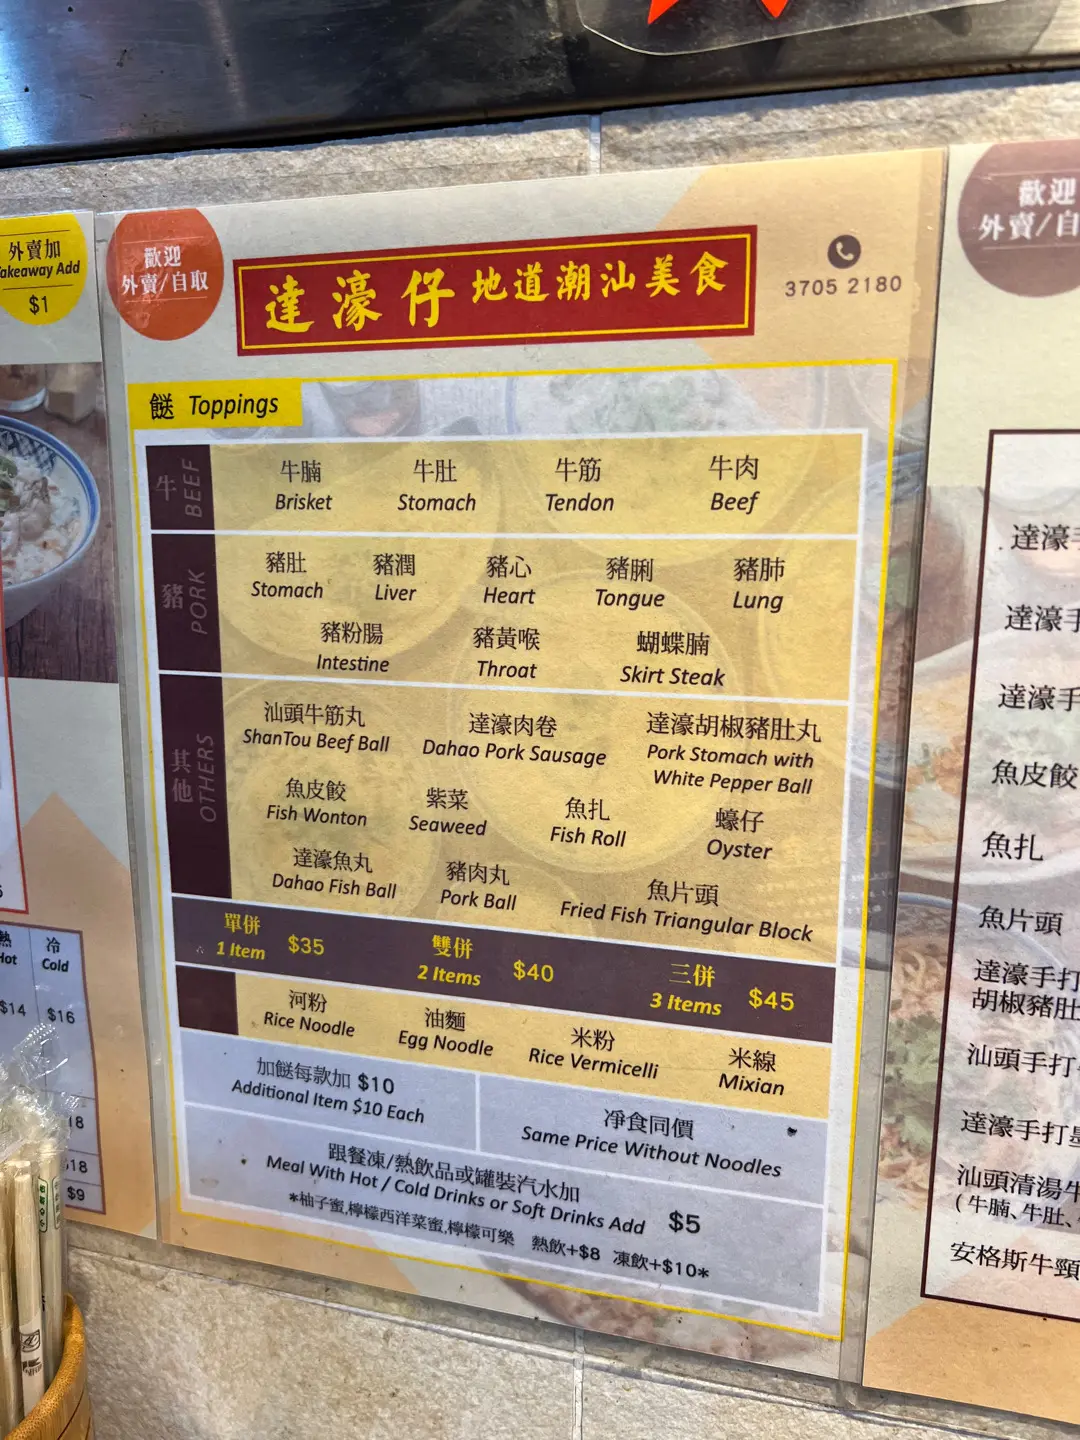 外賣加
Takeaway Add
$1
熱
Hot
冷
Cold
$14
$16
$9
歡迎
外賣/自取
達濠仔地道潮汕美食
3705 2180
餸 Toppings
牛 BEEF
牛腩
Brisket
牛肚
Stomach
牛筋
Tendon
牛肉
Beef
豬 PORK
豬肚
Stomach
豬潤
Liver
豬心
Heart
豬脷
Tongue
豬肺
Lung
豬粉腸
Intestine
豬黃喉
Throat
蝴蝶腩
Skirt Steak
其他 OTHERS
汕頭牛筋丸
ShanTou Beef Ball
達濠肉卷
Dahao Pork Sausage
達濠胡椒豬肚丸
Pork Stomach with
White Pepper Ball
魚皮餃
Fish Wonton
紫菜
Seaweed
魚扎
Fish Roll
蠔仔
Oyster
達濠魚丸
Dahao Fish Ball
豬肉丸
Pork Ball
魚片頭
Fried Fish Triangular Block
單併
1 Item $35
雙併
2 Items $40
三併
3 Items $45
河粉
Rice Noodle
油麵
Egg Noodle
米粉
Rice Vermicelli
米線
Mixian
加餸每款加 $10
Additional Item $10 Each
凈食同價
Same Price Without Noodles
跟餐凍/熱飲品或罐裝汽水加
Meal With Hot / Cold Drinks or Soft Drinks Add $5
*柚子蜜,檸檬西洋菜蜜,檸檬可樂 熱飲+$8 凍飲+$10*
歡迎
外賣/自
達濠手
達濠手
達濠手
魚皮餃
魚扎
魚片頭
達濠手打
胡椒豬肚
汕頭手打
達濠手打
汕頭清湯牛
(牛腩、牛肚、
安格斯牛頸